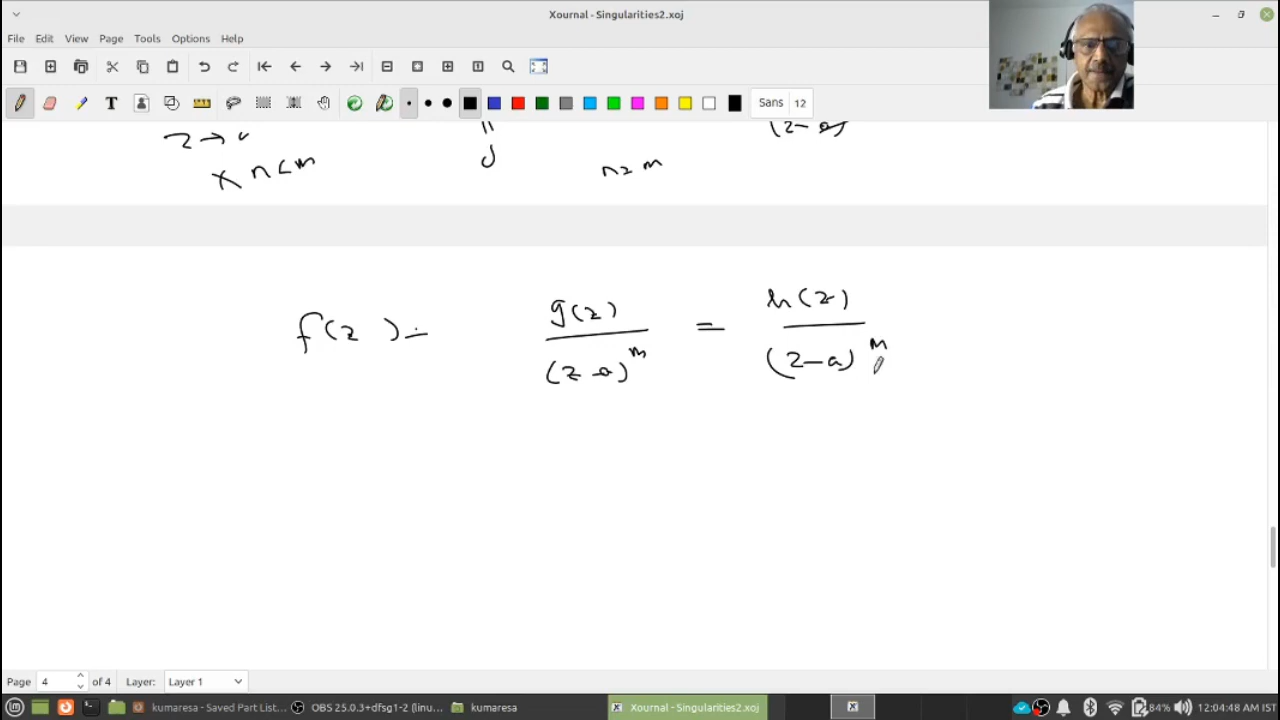 Xournal - Singularities2.xoj
File Edit View Page Tools Options Help
Sans 12
z →
(z - a)
x n < m
n ≥ m
f(z) = g(z) / (z-a)^m = h(z) / (z-a)^m
Page 4 of 4 Layer: Layer 1
kumaresa - Saved Part List... OBS 25.0.3+dfsg1-2 (linu... kumaresa Xournal - Singularities2.xoj 84% 12:04:48 AM IST